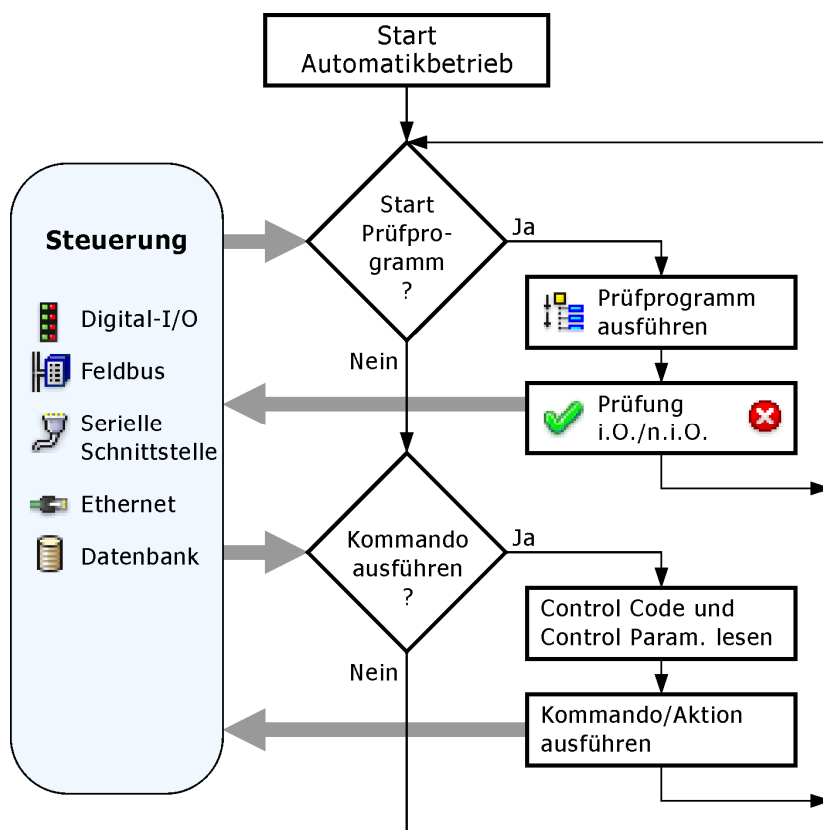 Start
Automatikbetrieb
Start
Prüfpro-
gramm
?
Ja
Nein
Prüfprogramm
ausführen
Prüfung
i.O./n.i.O.
Steuerung
Digital-I/O
Feldbus
Serielle
Schnittstelle
Ethernet
Datenbank
Kommando
ausführen
?
Ja
Nein
Control Code und
Control Param. lesen
Kommando/Aktion
ausführen